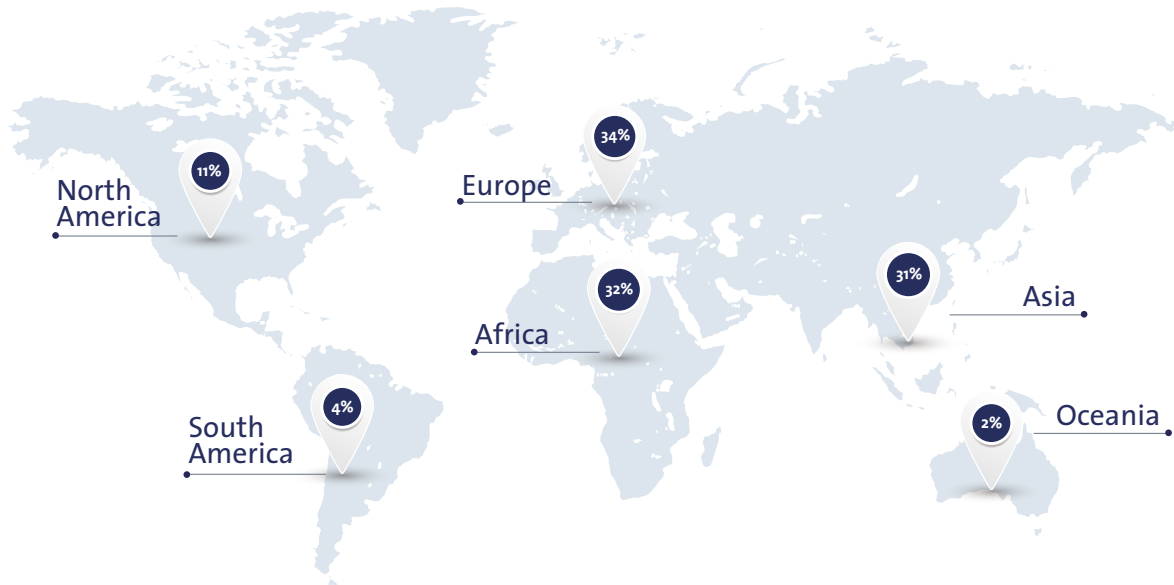 11%
North
America
34%
Europe
32%
Africa
31%
Asia
4%
South
America
2%
Oceania